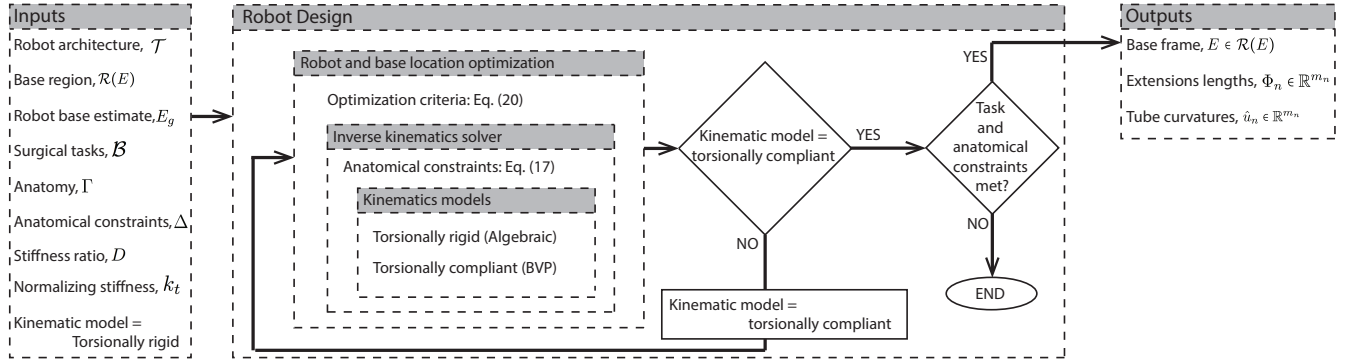 Inputs
Robot architecture, 𝒯
Base region, ℛ(E)
Robot base estimate, E_g
Surgical tasks, ℬ
Anatomy, Γ
Anatomical constraints, Δ
Stiffness ratio, D
Normalizing stiffness, k_t
Kinematic model =
Torsionally rigid
Robot Design
Robot and base location optimization
Optimization criteria: Eq. (20)
Inverse kinematics solver
Anatomical constraints: Eq. (17)
Kinematics models
Torsionally rigid (Algebraic)
Torsionally compliant (BVP)
Kinematic model =
torsionally compliant
YES
NO
Kinematic model =
torsionally compliant
YES
Task
and
anatomical
constraints
met?
NO
END
Outputs
Base frame, E ∈ ℛ(E)
Extensions lengths, Φ_n ∈ ℝ^{m_n}
Tube curvatures, û_n ∈ ℝ^{m_n}